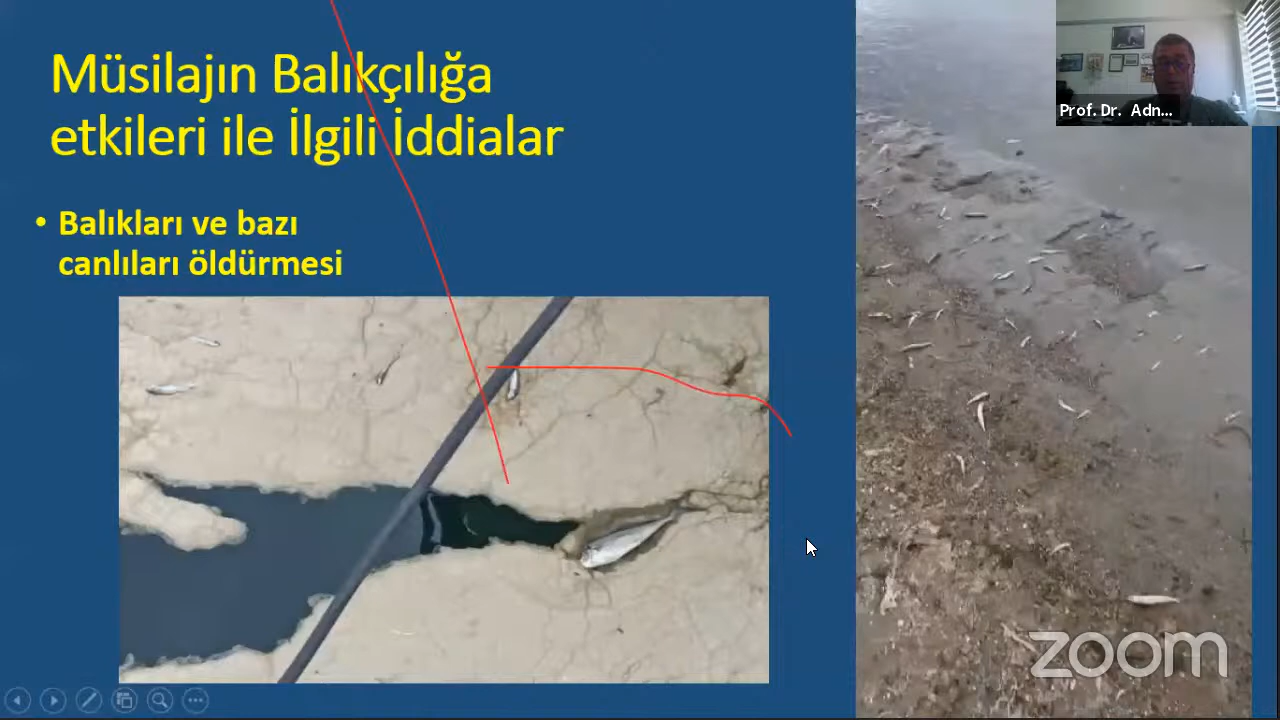 Müsilajın Balıkçılığa
etkileri ile İlgili İddialar
• Balıkları ve bazı
canlıları öldürmesi
Prof. Dr. Adn...
zoom